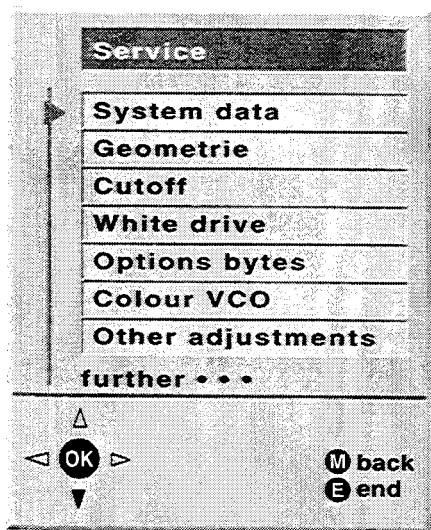 Service
System data
Geometrie
Cutoff
White drive
Options bytes
Colour VCO
Other adjustments
further • • •
OK
M back
E end